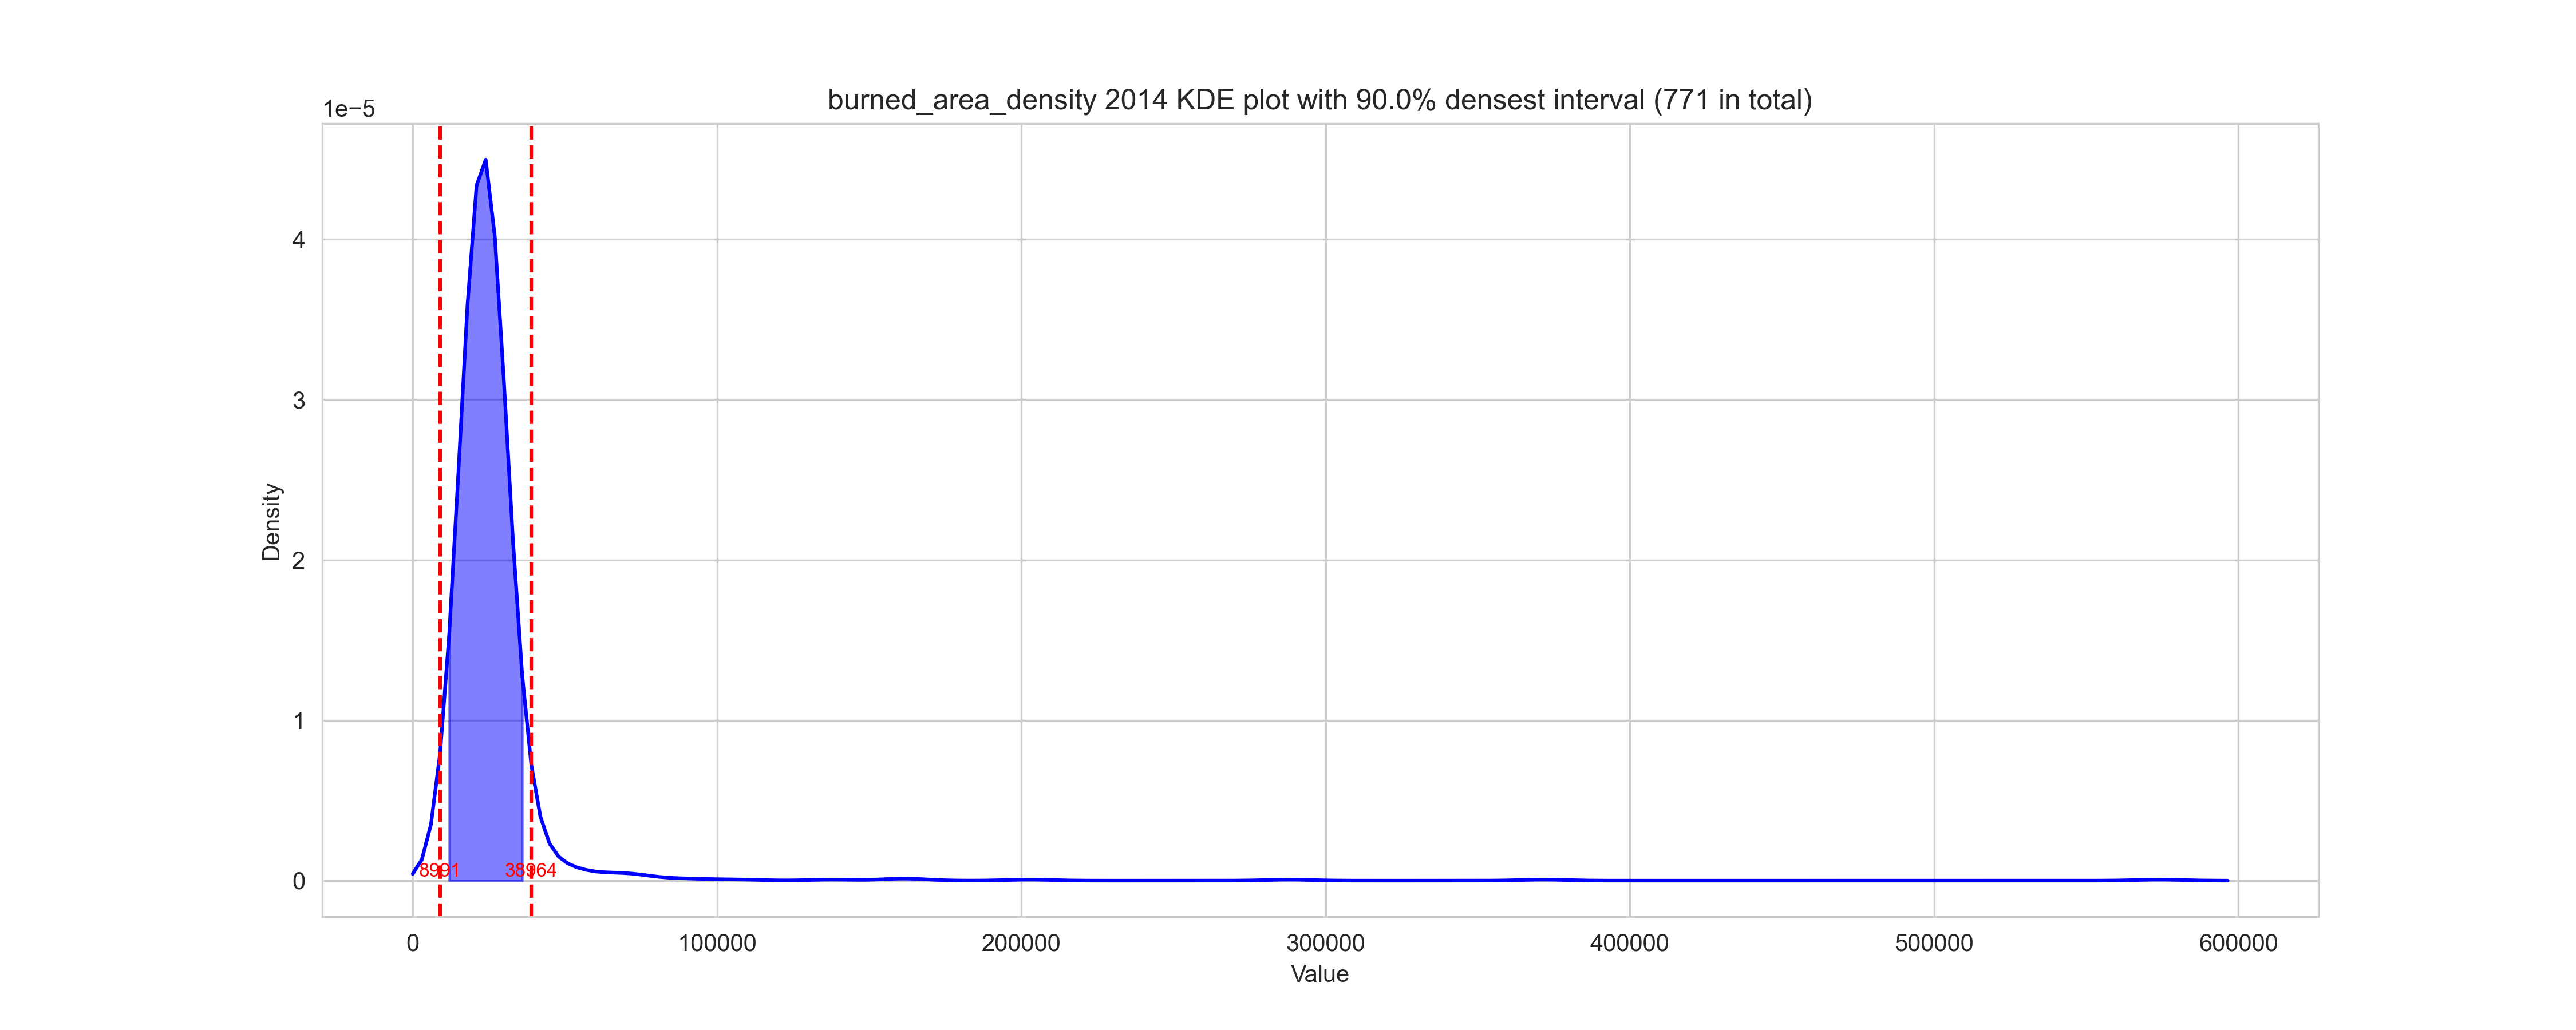 burned_area_density 2014 KDE plot with 90.0% densest interval (771 in total)
1e−5
4
3
2
1
0
Density
8991
38964
0 100000 200000 300000 400000 500000 600000
Value